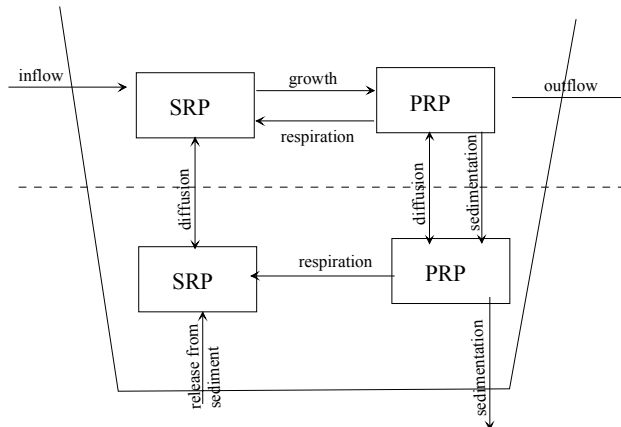 inflow
growth
SRP
PRP
outflow
respiration
diffusion
diffusion
sedimentation
respiration
SRP
PRP
release from
sediment
sedimentation